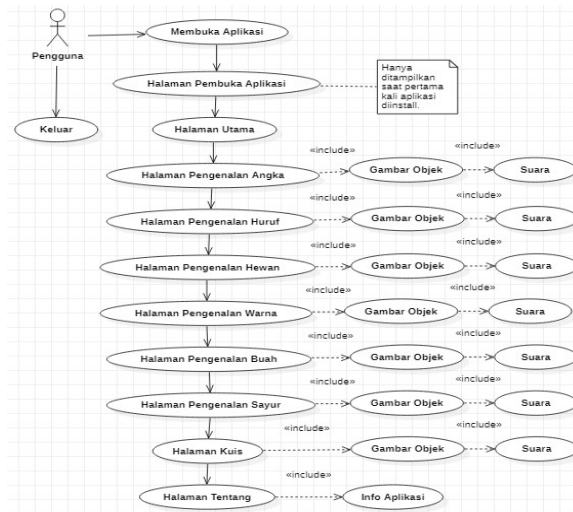 Membuka Aplikasi
Pengguna
Halaman Pembuka Aplikasi
Hanya
ditampilkan
saat pertama
kali aplikasi
diinstall.
Keluar
Halaman Utama
«include»
«include»
Halaman Pengenalan Angka
Gambar Objek
Suara
«include»
«include»
Halaman Pengenalan Huruf
Gambar Objek
Suara
«include»
«include»
Halaman Pengenalan Hewan
Gambar Objek
Suara
«include»
«include»
Halaman Pengenalan Warna
Gambar Objek
Suara
«include»
«include»
Halaman Pengenalan Buah
Gambar Objek
Suara
«include»
«include»
Halaman Pengenalan Sayur
Gambar Objek
Suara
«include»
«include»
Halaman Kuis
Gambar Objek
Suara
«include»
Halaman Tentang
Info Aplikasi